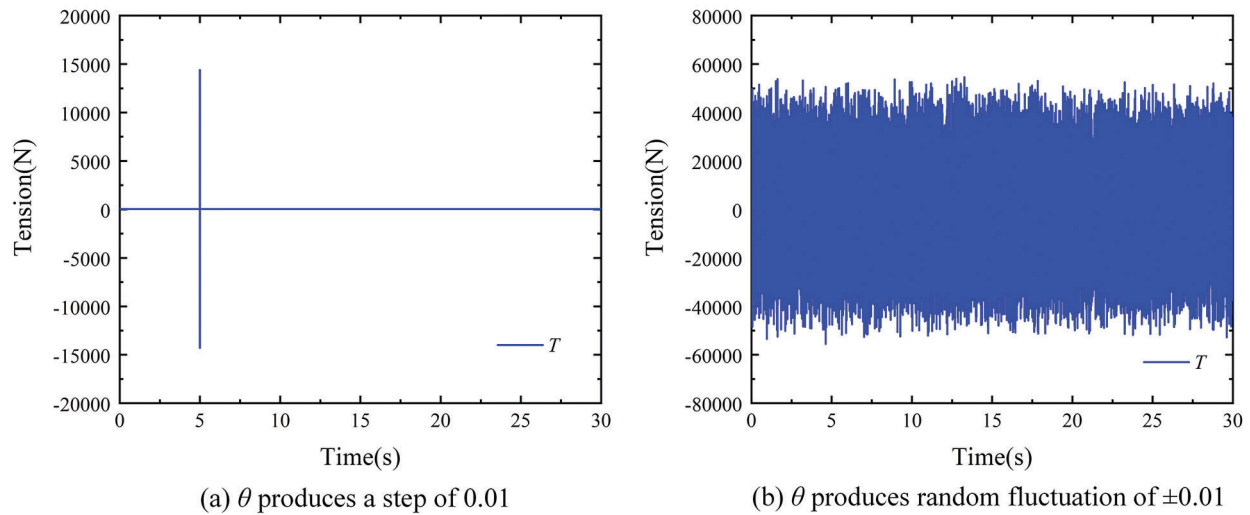 20000
15000
10000
5000
0
-5000
-10000
-15000
-20000
Tension(N)
T
0 5 10 15 20 25 30
Time(s)
(a) θ produces a step of 0.01
80000
60000
40000
20000
0
-20000
-40000
-60000
-80000
Tension(N)
T
0 5 10 15 20 25 30
Time(s)
(b) θ produces random fluctuation of ±0.01